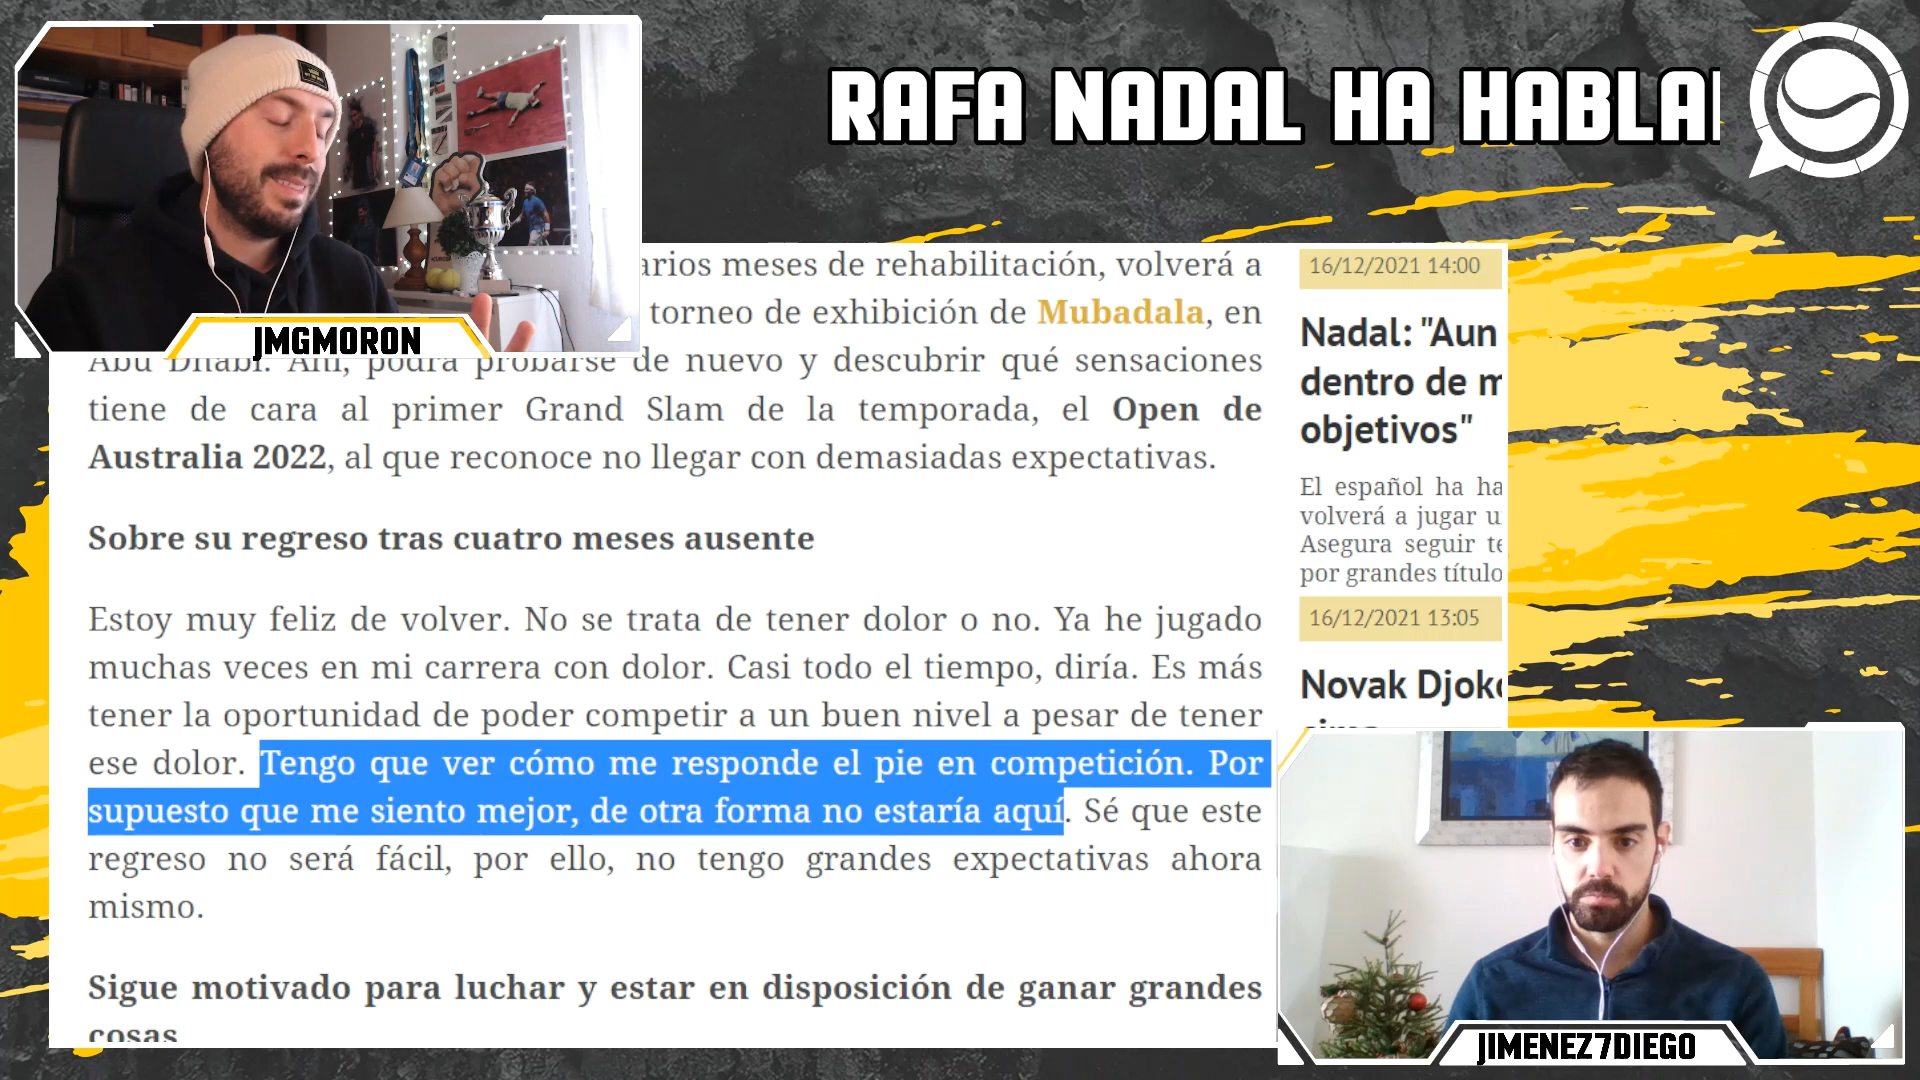 RAFA NADAL HA HABLA
JMGMORON
arios meses de rehabilitación, volverá a
torneo de exhibición de Mubadala, en
Abu Dhabi. Ahí, podrá probarse de nuevo y descubrir qué sensaciones
tiene de cara al primer Grand Slam de la temporada, el Open de
Australia 2022, al que reconoce no llegar con demasiadas expectativas.
Sobre su regreso tras cuatro meses ausente
Estoy muy feliz de volver. No se trata de tener dolor o no. Ya he jugado
muchas veces en mi carrera con dolor. Casi todo el tiempo, diría. Es más
tener la oportunidad de poder competir a un buen nivel a pesar de tener
ese dolor. Tengo que ver cómo me responde el pie en competición. Por
supuesto que me siento mejor, de otra forma no estaría aquí. Sé que este
regreso no será fácil, por ello, no tengo grandes expectativas ahora
mismo.
Sigue motivado para luchar y estar en disposición de ganar grandes
cosas
16/12/2021 14:00
Nadal: "Aun
dentro de m
objetivos"
El español ha ha
volverá a jugar u
Asegura seguir te
por grandes título
16/12/2021 13:05
Novak Djoko
JIMENEZ7DIEGO